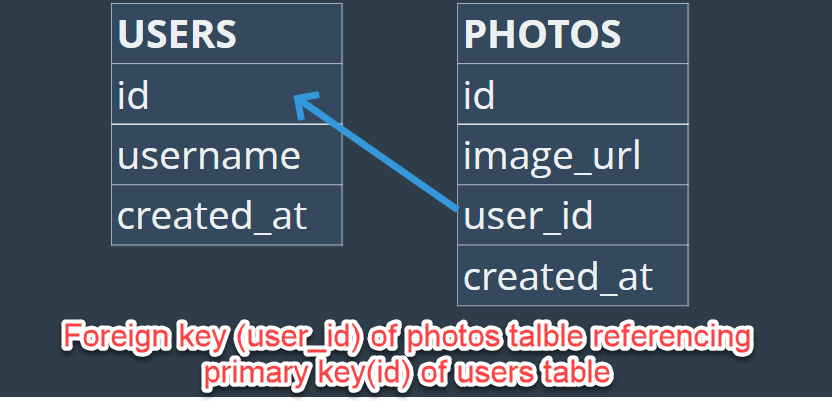 USERS
id
username
created_at
PHOTOS
id
image_url
user_id
created_at
Foreign key (user_id) of photos talble referencing
primary key(id) of users table